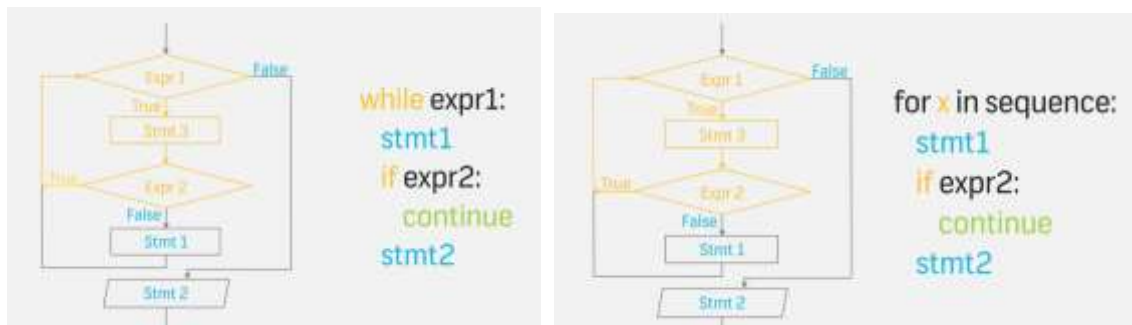 Expr 1
False
True
Stmt 3
True
Expr 2
False
Stmt 1
Stmt 2
while expr1:
stmt1
if expr2:
continue
stmt2
Expr 1
False
True
Stmt 3
True
Expr 2
False
Stmt 1
Stmt 2
for x in sequence:
stmt1
if expr2:
continue
stmt2